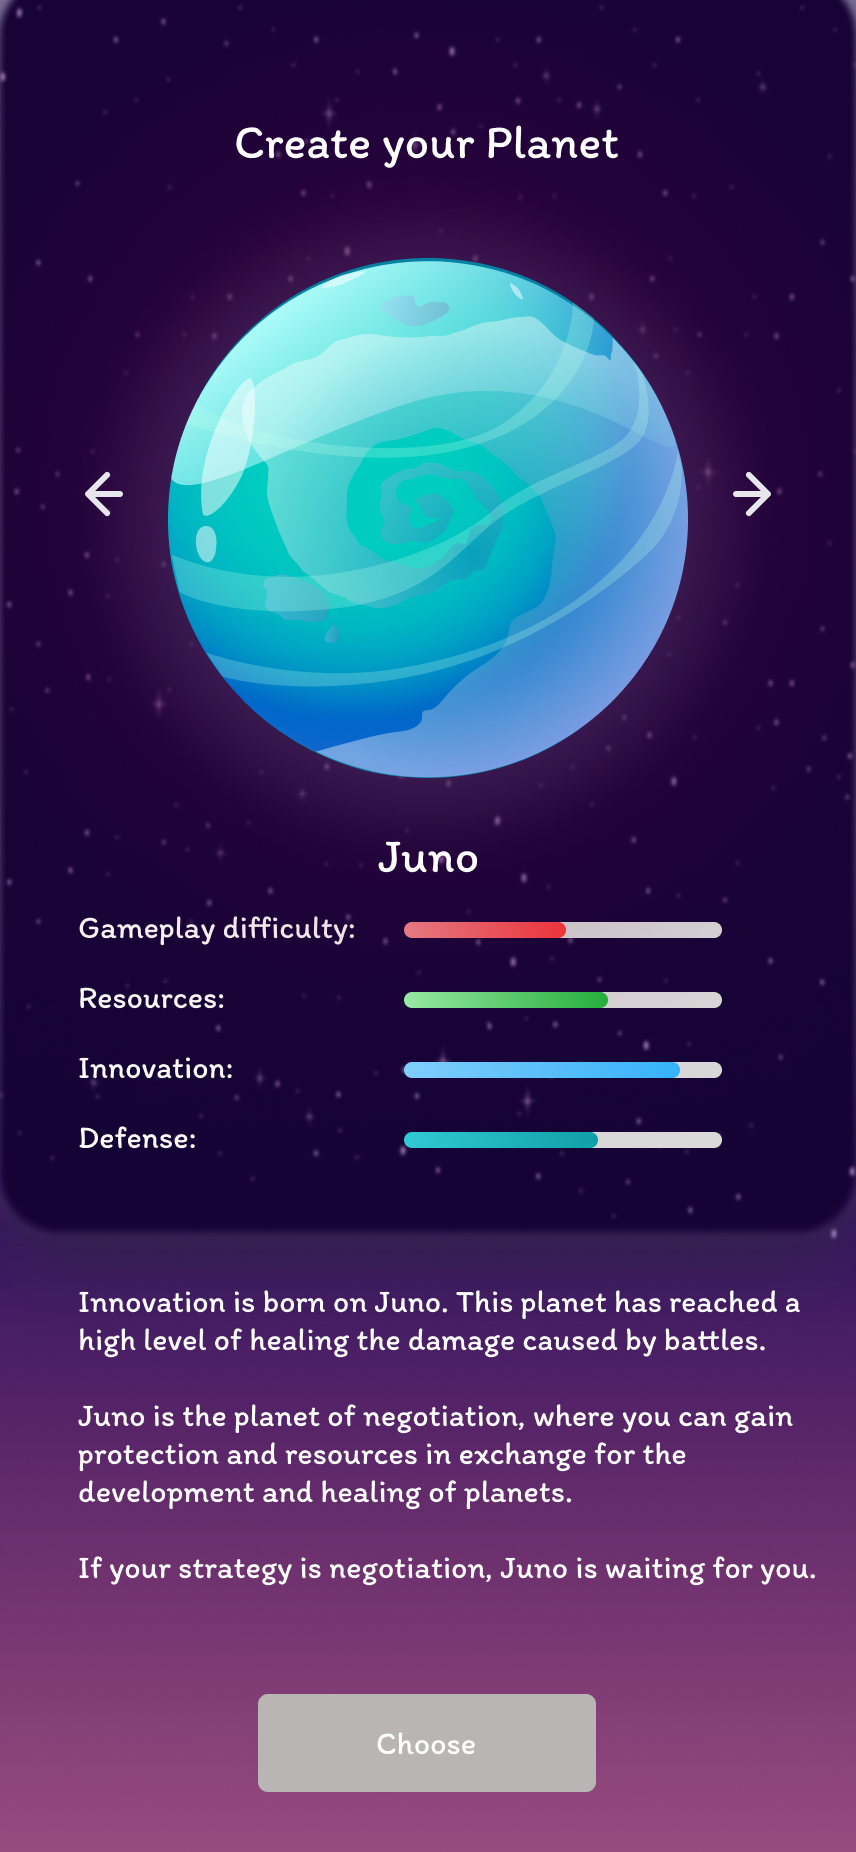 Create your Planet
Juno
Gameplay difficulty:
Resources:
Innovation:
Defense:
Innovation is born on Juno. This planet has reached a
high level of healing the damage caused by battles.
Juno is the planet of negotiation, where you can gain
protection and resources in exchange for the
development and healing of planets.
If your strategy is negotiation, Juno is waiting for you.
Choose